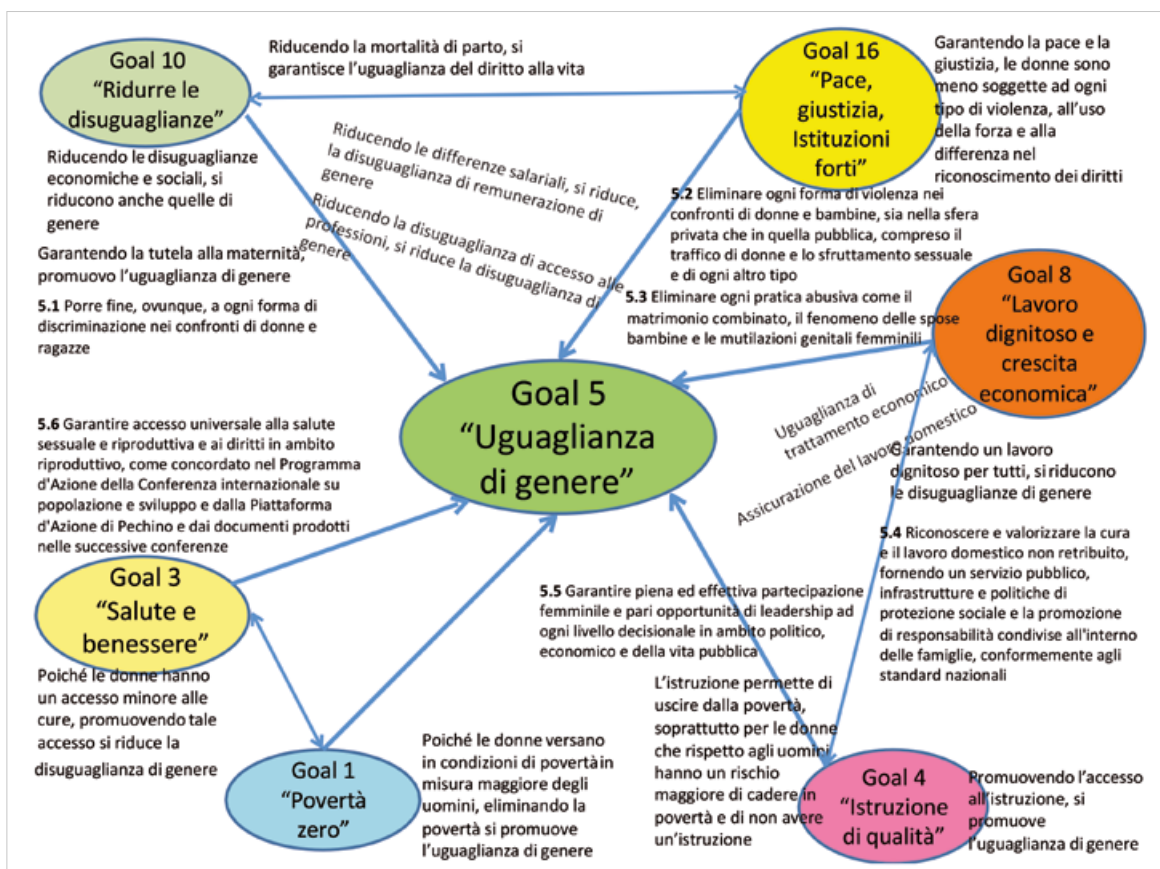 Goal 10
“Ridurre le
disuguaglianze”
Riducendo la mortalità di parto, si
garantisce l’uguaglianza del diritto alla vita
Goal 16
“Pace,
giustizia,
Istituzioni
forti”
Garantendo la pace e la
giustizia, le donne sono
meno soggette ad ogni
tipo di violenza, all’uso
della forza e alla
differenza nel
riconoscimento dei diritti
Riducendo le disuguaglianze
economiche e sociali, si
riducono anche quelle di
genere
Garantendo la tutela alla maternità,
promuovo l’uguaglianza di genere
5.1 Porre fine, ovunque, a ogni forma di
discriminazione nei confronti di donne e
ragazze
Riducendo le differenze salariali, si riduce,
la disuguaglianza di remunerazione di
genere
Riducendo la disuguaglianza di accesso alle
professioni, si riduce la disuguaglianza di
genere
5.2 Eliminare ogni forma di violenza nei
confronti di donne e bambine, sia nella sfera
privata che in quella pubblica, compreso il
traffico di donne e lo sfruttamento sessuale
e di ogni altro tipo
5.3 Eliminare ogni pratica abusiva come il
matrimonio combinato, il fenomeno delle spose
bambine e le mutilazioni genitali femminili
Goal 8
“Lavoro
dignitoso e
crescita
economica”
Goal 5
“Uguaglianza
di genere”
Uguaglianza di
trattamento economico
Assicurazione del lavoro domestico
Garantendo un lavoro
dignitoso per tutti, si riducono
le disuguaglianze di genere
5.6 Garantire accesso universale alla salute
sessuale e riproduttiva e ai diritti in ambito
riproduttivo, come concordato nel Programma
d'Azione della Conferenza internazionale su
popolazione e sviluppo e dalla Piattaforma
d'Azione di Pechino e dai documenti prodotti
nelle successive conferenze
5.4 Riconoscere e valorizzare la cura
e il lavoro domestico non retribuito,
fornendo un servizio pubblico,
infrastrutture e politiche di
protezione sociale e la promozione
di responsabilità condivise all'interno
delle famiglie, conformemente agli
standard nazionali
Goal 3
“Salute e
benessere”
5.5 Garantire piena ed effettiva partecipazione
femminile e pari opportunità di leadership ad
ogni livello decisionale in ambito politico,
economico e della vita pubblica
Poiché le donne hanno
un accesso minore alle
cure, promuovendo tale
accesso si riduce la
disuguaglianza di genere
Goal 1
“Povertà
zero”
Poiché le donne versano
in condizioni di povertà in
misura maggiore degli
uomini, eliminando la
povertà si promuove
l’uguaglianza di genere
L’istruzione permette di
uscire dalla povertà,
soprattutto per le donne
che rispetto agli uomini
hanno un rischio
maggiore di cadere in
povertà e di non avere
un’istruzione
Goal 4
“Istruzione
di qualità”
Promuovendo l’accesso
all’istruzione, si
promuove
l’uguaglianza di genere